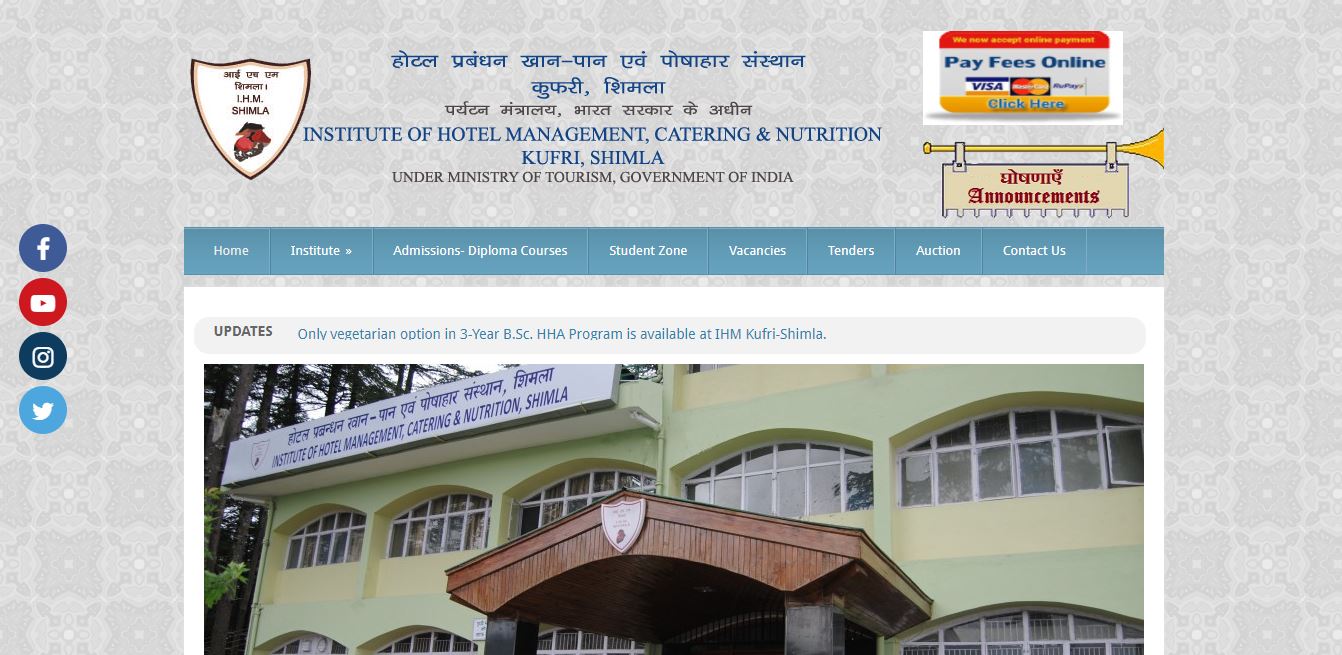 आई एच एम
शिमला।
I.H.M.
SHIMLA
होटल प्रबंधन खान-पान एवं पोषाहार संस्थान
कुफरी, शिमला
पर्यटन मंत्रालय, भारत सरकार के अधीन
INSTITUTE OF HOTEL MANAGEMENT, CATERING & NUTRITION
KUFRI, SHIMLA
UNDER MINISTRY OF TOURISM, GOVERNMENT OF INDIA
We now accept online payment
Pay Fees Online
VISA MasterCard RuPay
Click Here
घोषणाएँ
Announcements
Home Institute » Admissions- Diploma Courses Student Zone Vacancies Tenders Auction Contact Us
UPDATES Only vegetarian option in 3-Year B.Sc. HHA Program is available at IHM Kufri-Shimla.
होटल प्रबन्धन खान-पान एवं पोषाहार संस्थान, शिमला
INSTITUTE OF HOTEL MANAGEMENT, CATERING & NUTRITION, SHIMLA